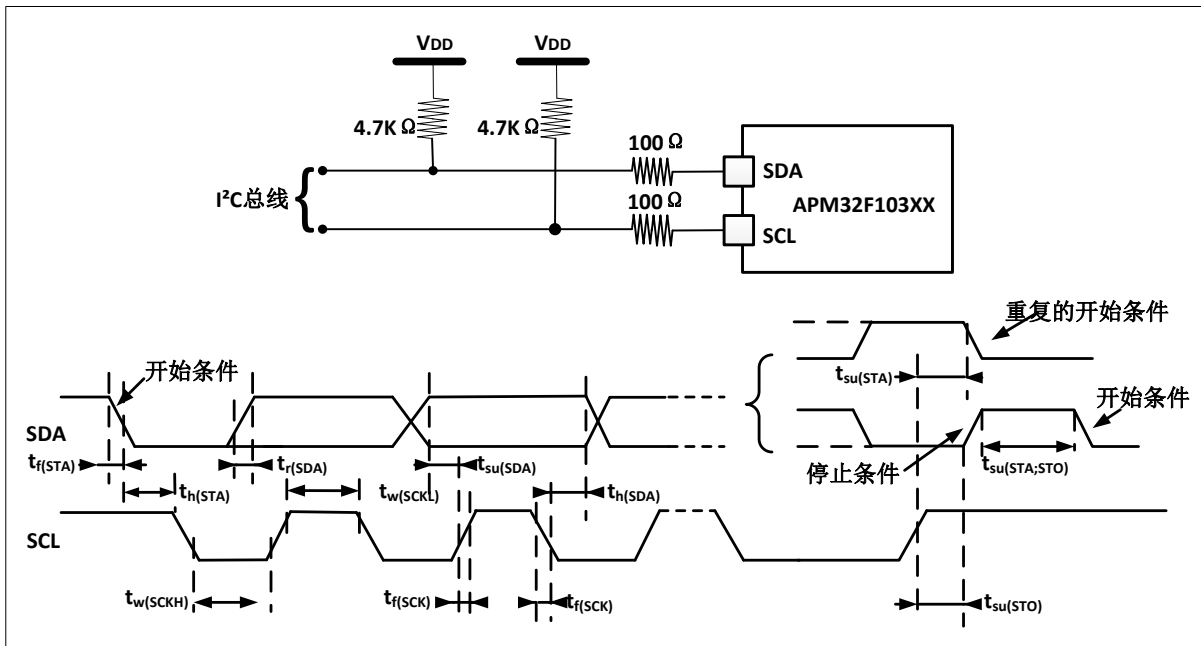 VDD
VDD
4.7K Ω
4.7K Ω
100 Ω
SDA
I²C总线
100 Ω
APM32F103XX
SCL
重复的开始条件
开始条件
tsu(STA)
开始条件
SDA
停止条件
tf(STA)
tr(SDA)
tsu(SDA)
tsu(STA;STO)
th(STA)
tw(SCKL)
th(SDA)
SCL
tw(SCKH)
tf(SCK)
tf(SCK)
tsu(STO)